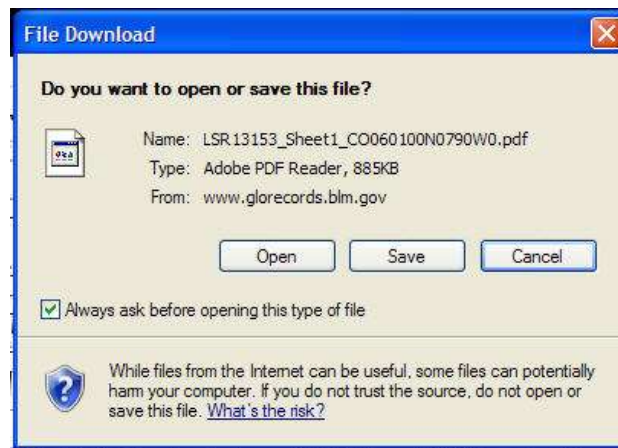 File Download
Do you want to open or save this file?
Name: LSR13153_Sheet1_CO060100N0790W0.pdf
Type: Adobe PDF Reader, 885KB
From: www.glorecords.blm.gov
Open Save Cancel
Always ask before opening this type of file
While files from the Internet can be useful, some files can potentially
harm your computer. If you do not trust the source, do not open or
save this file. What's the risk?